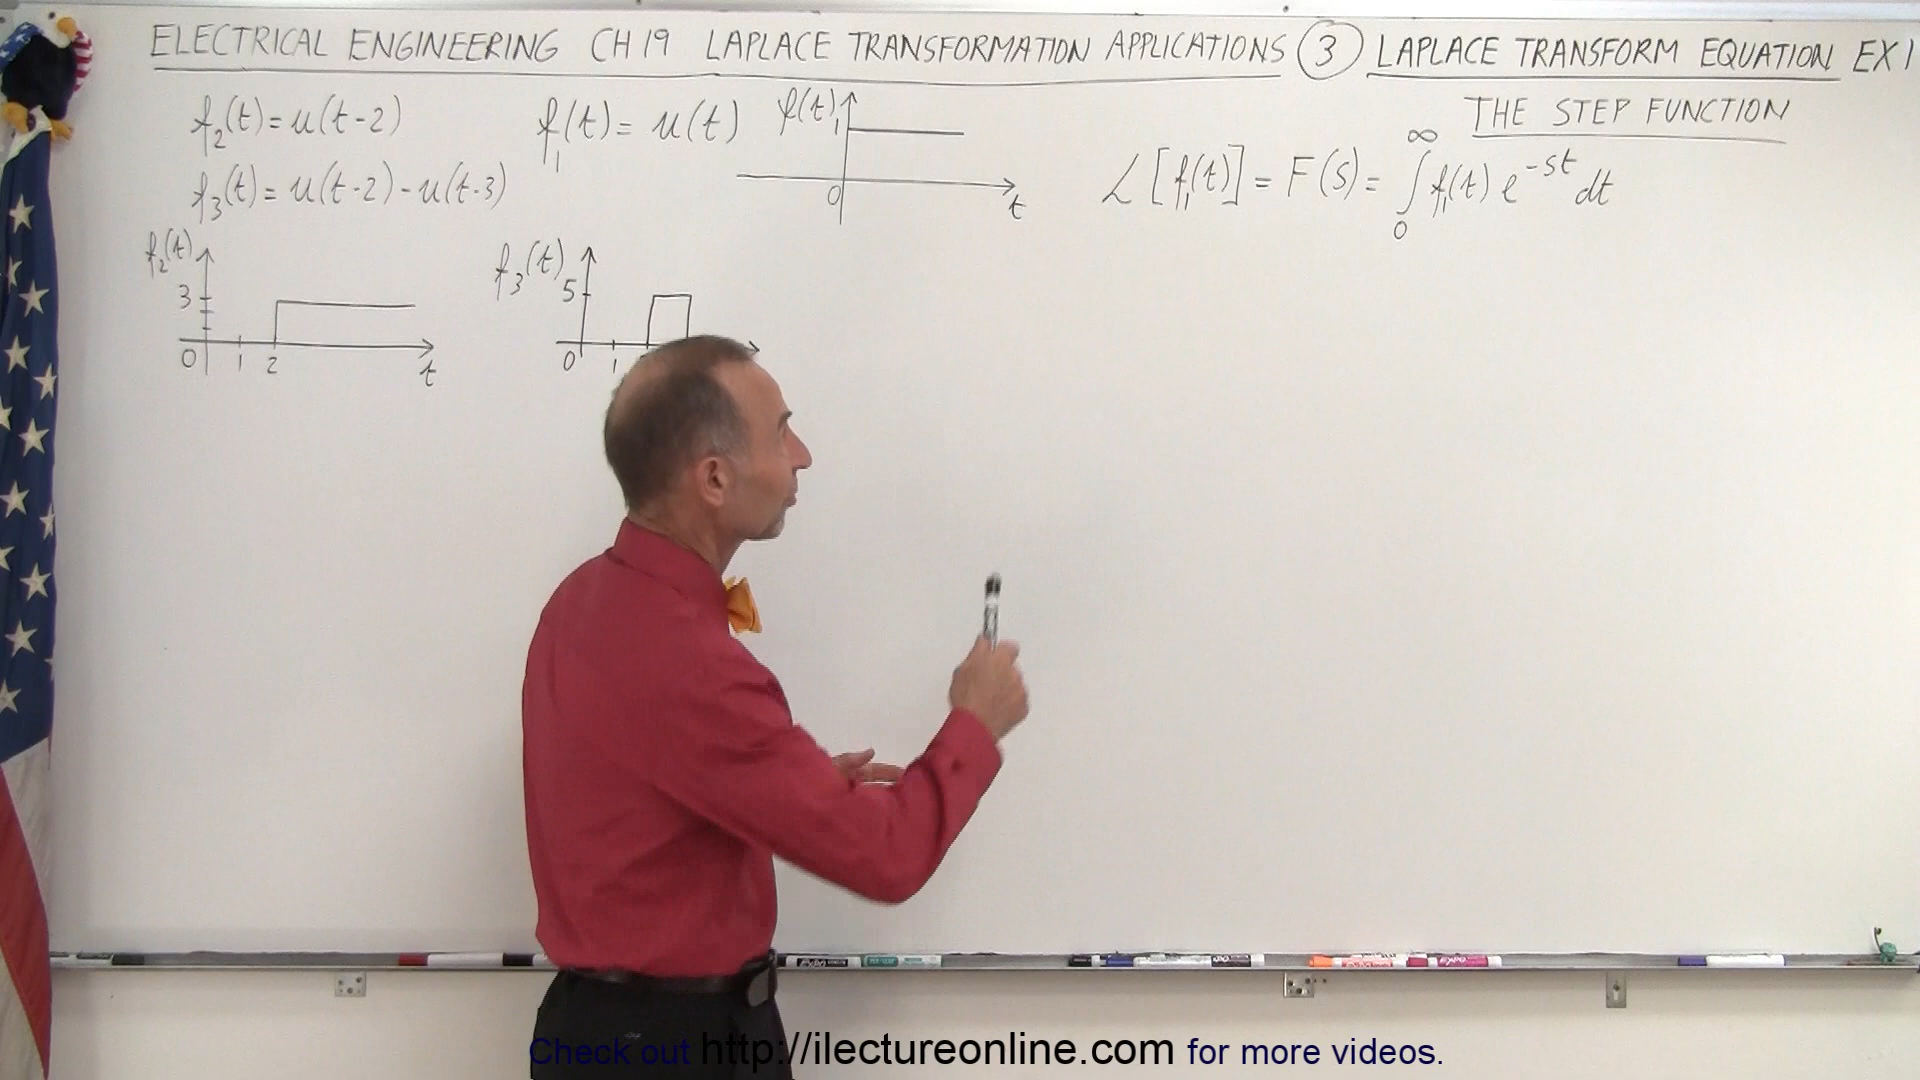 ELECTRICAL ENGINEERING CH 19 LAPLACE TRANSFORMATION APPLICATIONS (3) LAPLACE TRANSFORM EQUATION EX 1
THE STEP FUNCTION
f₂(t) = u(t-2)
f₃(t) = u(t-2) - u(t-3)
f₁(t) = u(t)
f(t)
1
0
t
ℒ [f₁(t)] = F(s) = ∫₀^∞ f₁(t) e^-st dt
f₂(t)
3
0 1 2 t
f₃(t)
5
0 1
Check out http://ilectureonline.com for more videos.